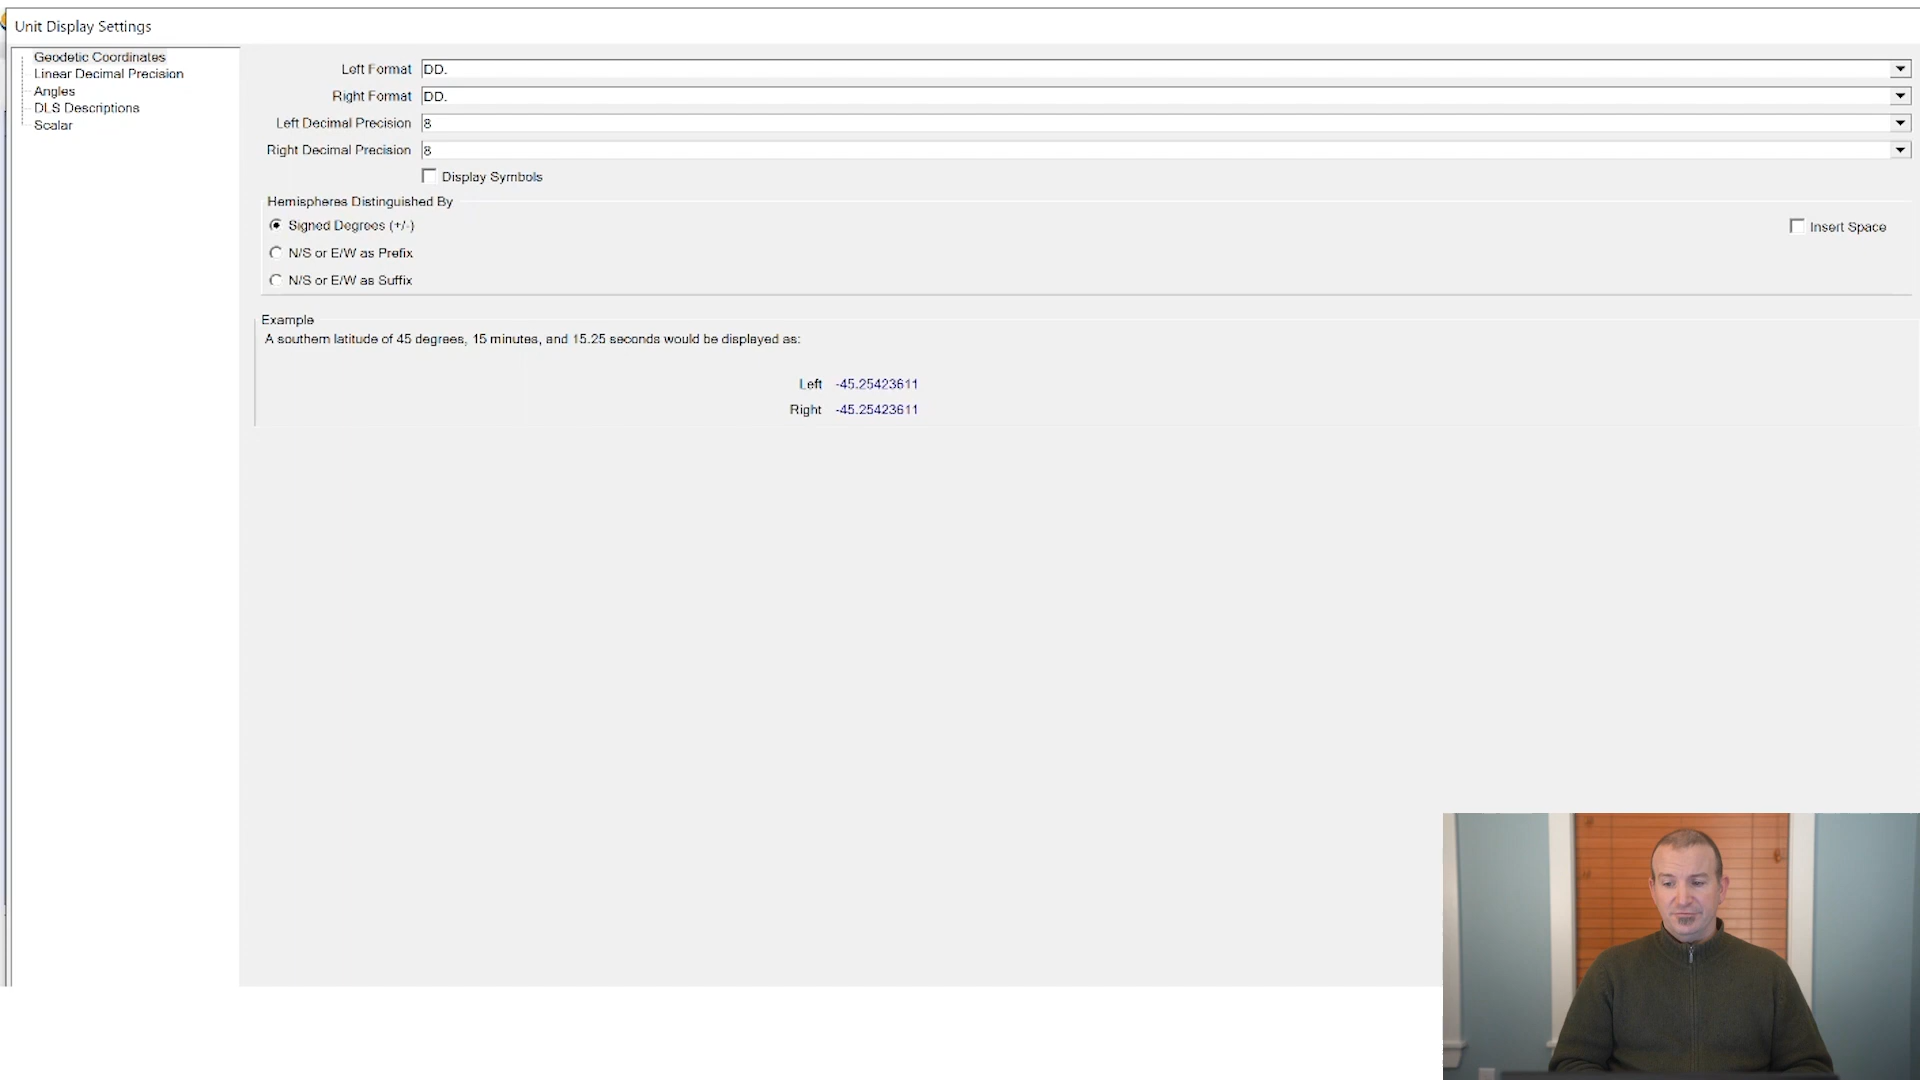 Unit Display Settings
Geodetic Coordinates
Linear Decimal Precision
Angles
DLS Descriptions
Scalar
Left Format DD.
Right Format DD.
Left Decimal Precision 8
Right Decimal Precision 8
Display Symbols
Hemispheres Distinguished By
Signed Degrees (+/-)
Insert Space
N/S or E/W as Prefix
N/S or E/W as Suffix
Example
A southern latitude of 45 degrees, 15 minutes, and 15.25 seconds would be displayed as:
Left -45.25423611
Right -45.25423611